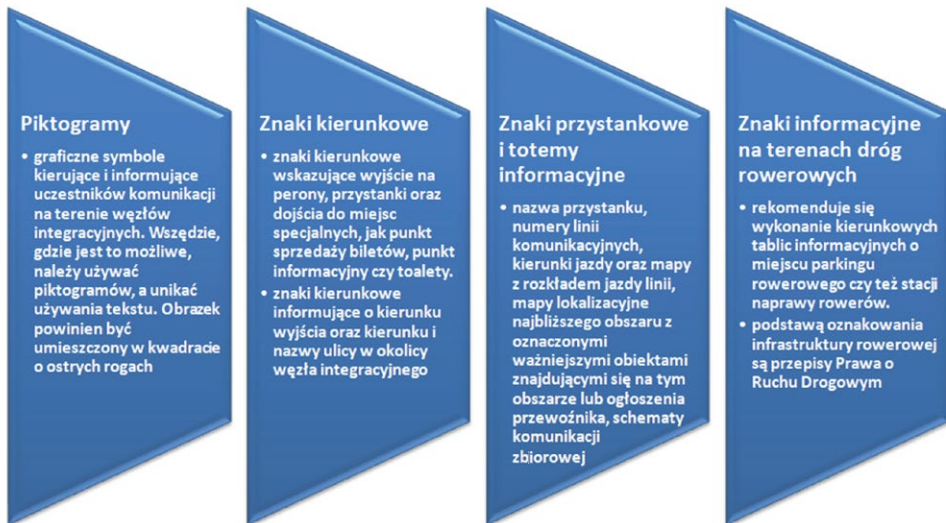 Piktogramy
• graficzne symbole
kierujące i informujące
uczestników komunikacji
na terenie węzłów
integracyjnych. Wszędzie,
gdzie jest to możliwe,
należy używać
piktogramów, a unikać
używania tekstu. Obrazek
powinien być
umieszczony w kwadracie
o ostrych rogach
Znaki kierunkowe
• znaki kierunkowe
wskazujące wyjście na
perony, przystanki oraz
dojścia do miejsc
specjalnych, jak punkt
sprzedaży biletów, punkt
informacyjny czy toalety.
• znaki kierunkowe
informujące o kierunku
wyjścia oraz kierunku i
nazwy ulicy w okolicy
węzła integracyjnego
Znaki przystankowe
i totemy
informacyjne
• nazwa przystanku,
numery linii
komunikacyjnych,
kierunki jazdy oraz mapy
z rozkładem jazdy linii,
mapy lokalizacyjne
najbliższego obszaru z
oznaczonymi
ważniejszymi obiektami
znajdującymi się na tym
obszarze lub ogłoszenia
przewoźnika, schematy
komunikacji
zbiorowej
Znaki informacyjne
na terenach dróg
rowerowych
• rekomenduje się
wykonanie kierunkowych
tablic informacyjnych o
miejscu parkingu
rowerowego czy też stacji
naprawy rowerów.
• podstawą oznakowania
infrastruktury rowerowej
są przepisy Prawa o
Ruchu Drogowym